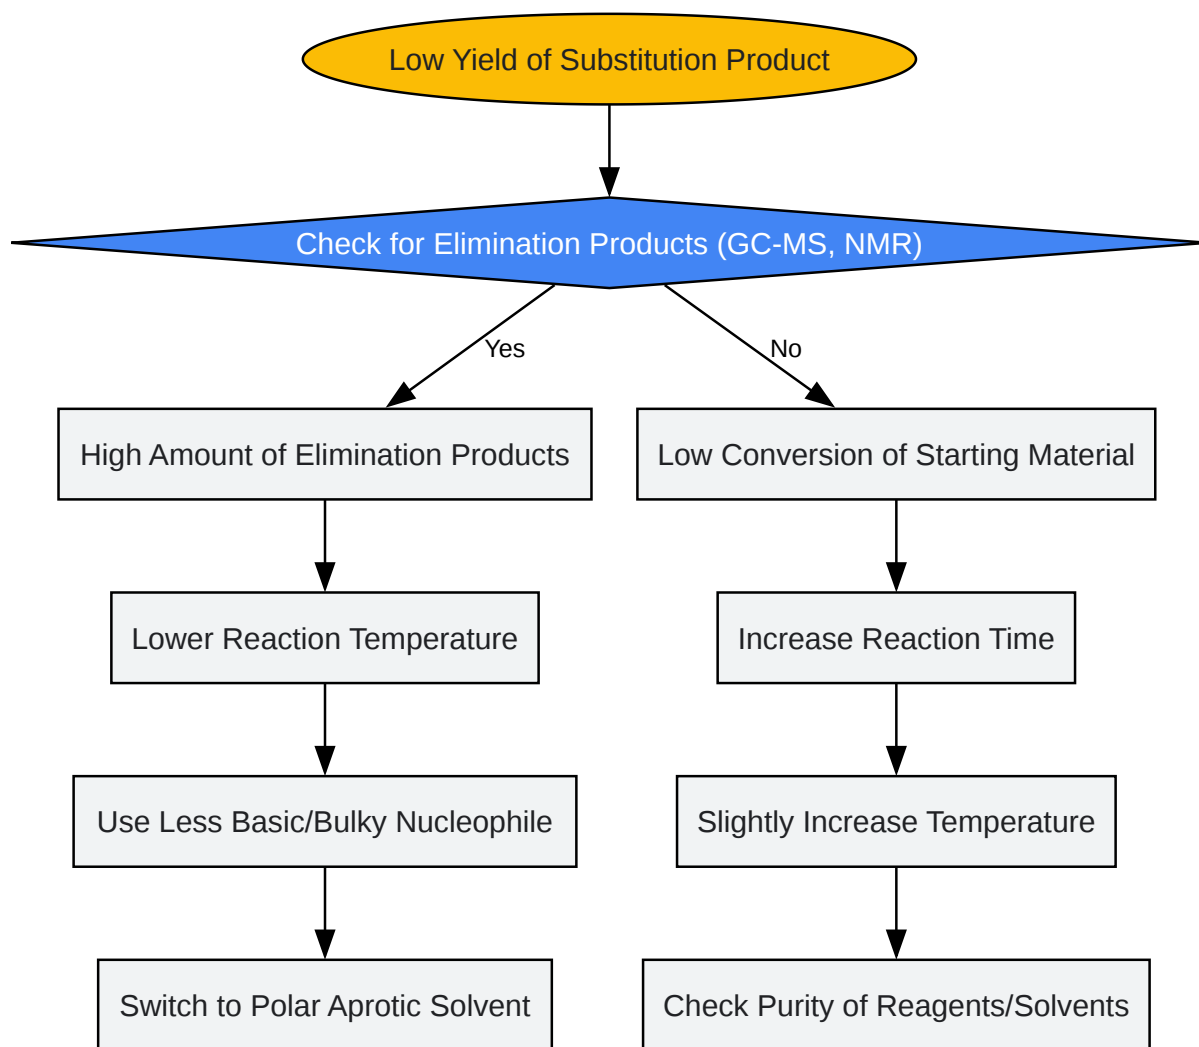 Low Yield of Substitution Product
Check for Elimination Products (GC-MS, NMR)
Yes
No
High Amount of Elimination Products
Low Conversion of Starting Material
Lower Reaction Temperature
Increase Reaction Time
Use Less Basic/Bulky Nucleophile
Slightly Increase Temperature
Switch to Polar Aprotic Solvent
Check Purity of Reagents/Solvents